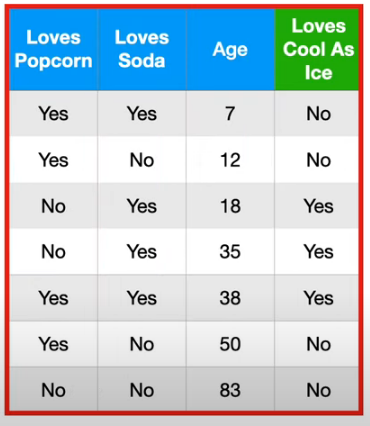 Loves Popcorn Loves Soda Age Loves Cool As Ice
Yes Yes 7 No
Yes No 12 No
No Yes 18 Yes
No Yes 35 Yes
Yes Yes 38 Yes
Yes No 50 No
No No 83 No